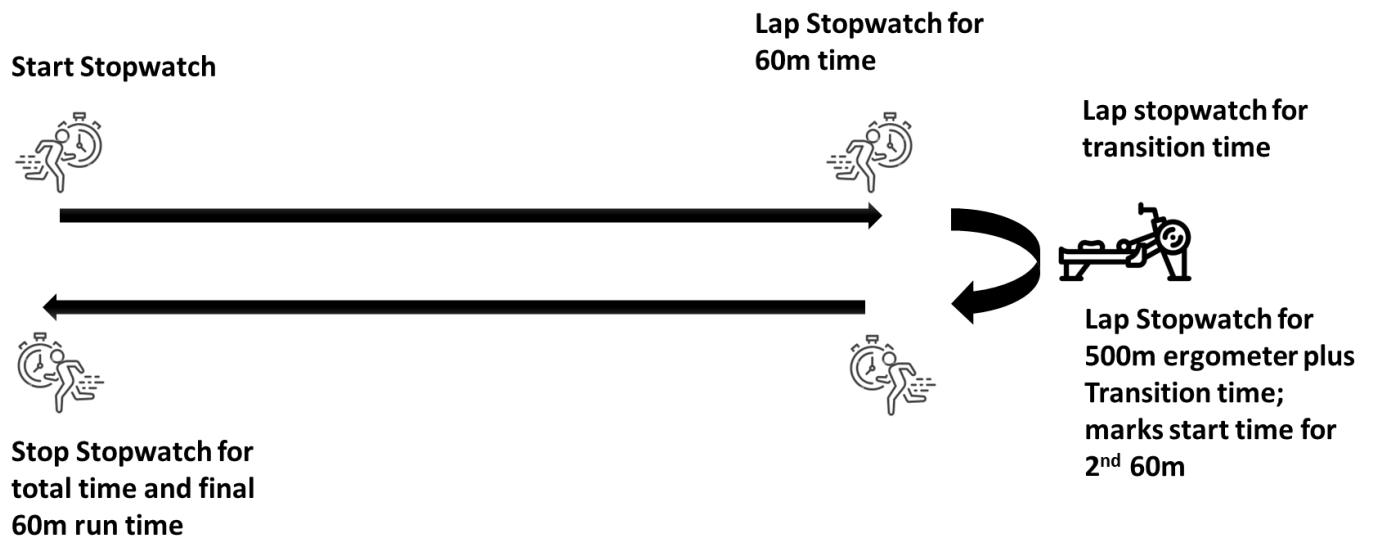 Start Stopwatch
Lap Stopwatch for
60m time
Lap stopwatch for
transition time
Lap Stopwatch for
500m ergometer plus
Transition time;
marks start time for
2nd 60m
Stop Stopwatch for
total time and final
60m run time